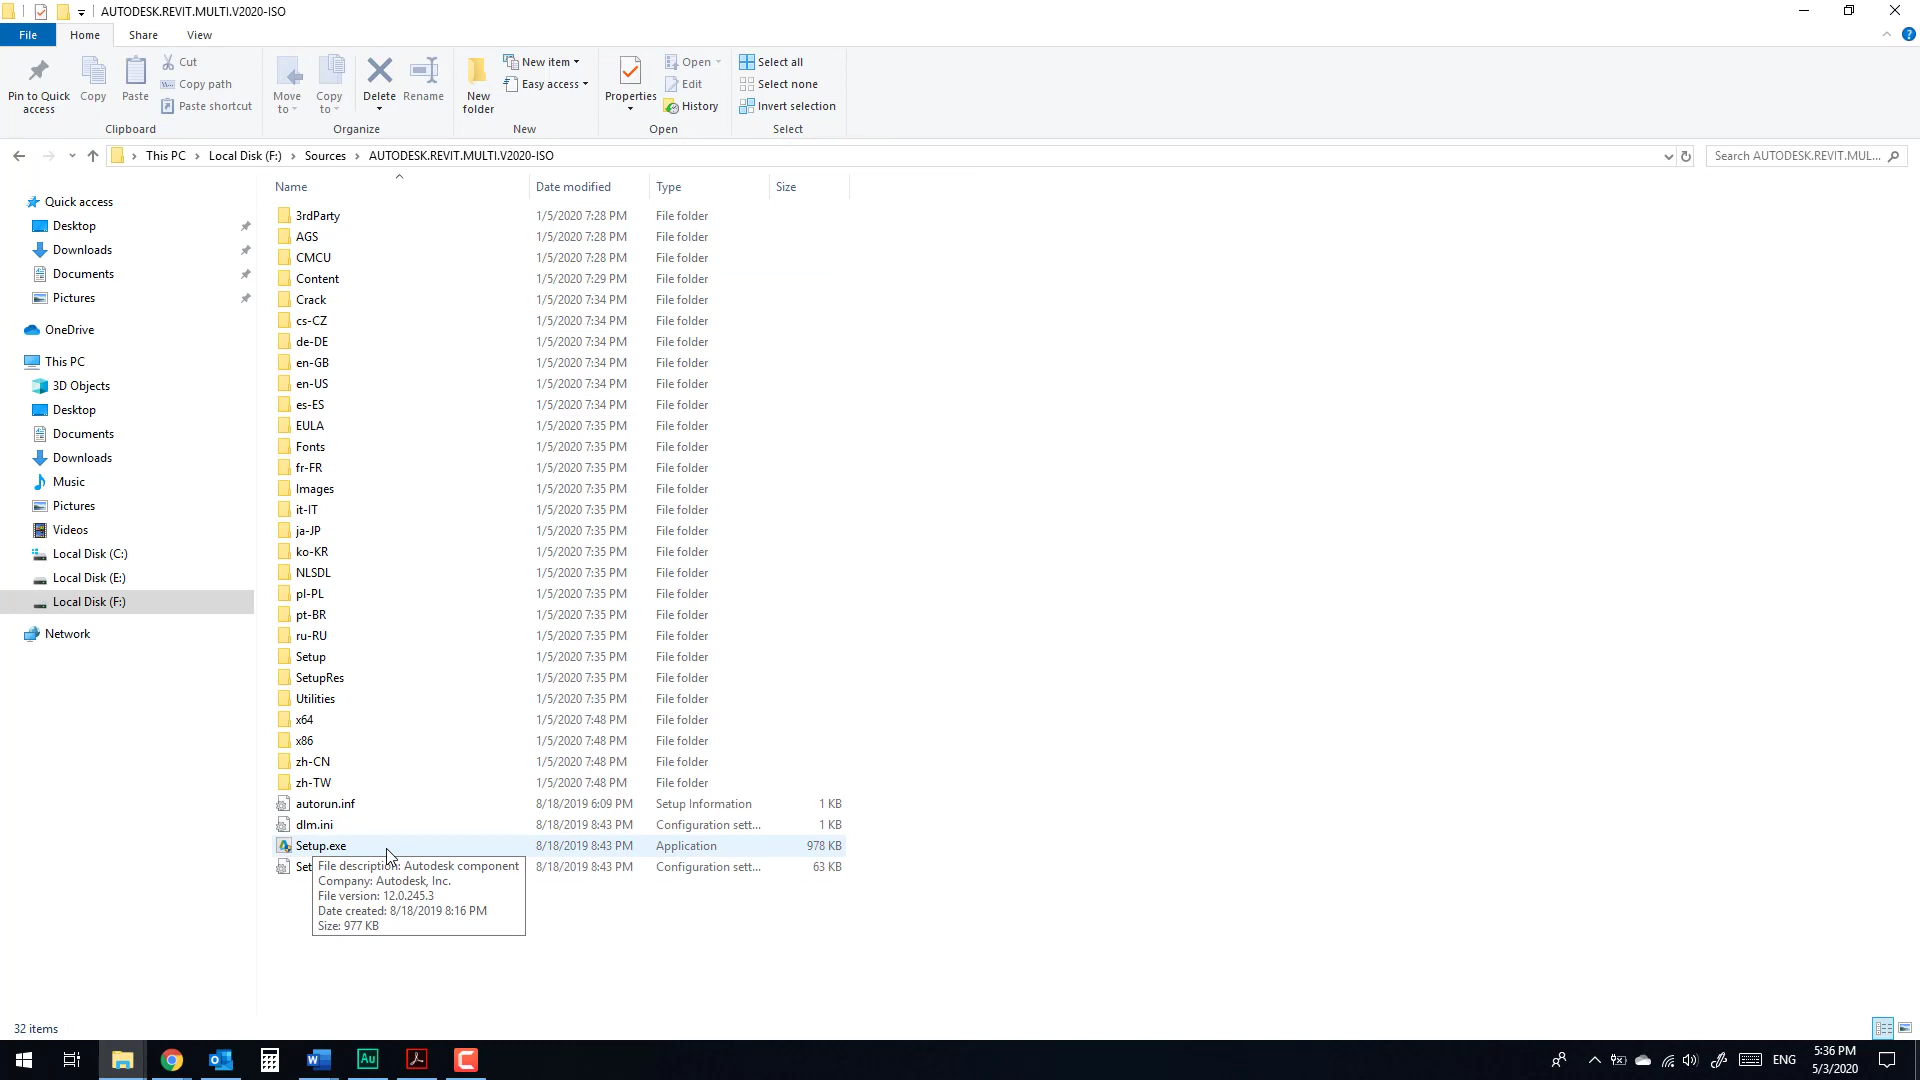 AUTODESK.REVIT.MULTI.V2020-ISO
File Home Share View
Pin to Quick access
Copy
Paste
Cut
Copy path
Paste shortcut
Clipboard
Move to
Copy to
Delete
Rename
Organize
New folder
New item
Easy access
New
Properties
Open
Edit
History
Open
Select all
Select none
Invert selection
Select
This PC Local Disk (F:) Sources AUTODESK.REVIT.MULTI.V2020-ISO
Search AUTODESK.REVIT.MUL...
Quick access
Desktop
Downloads
Documents
Pictures
OneDrive
This PC
3D Objects
Desktop
Documents
Downloads
Music
Pictures
Videos
Local Disk (C:)
Local Disk (E:)
Local Disk (F:)
Network
Name Date modified Type Size
3rdParty 1/5/2020 7:28 PM File folder
AGS 1/5/2020 7:28 PM File folder
CMCU 1/5/2020 7:28 PM File folder
Content 1/5/2020 7:29 PM File folder
Crack 1/5/2020 7:34 PM File folder
cs-CZ 1/5/2020 7:34 PM File folder
de-DE 1/5/2020 7:34 PM File folder
en-GB 1/5/2020 7:34 PM File folder
en-US 1/5/2020 7:34 PM File folder
es-ES 1/5/2020 7:34 PM File folder
EULA 1/5/2020 7:35 PM File folder
Fonts 1/5/2020 7:35 PM File folder
fr-FR 1/5/2020 7:35 PM File folder
Images 1/5/2020 7:35 PM File folder
it-IT 1/5/2020 7:35 PM File folder
ja-JP 1/5/2020 7:35 PM File folder
ko-KR 1/5/2020 7:35 PM File folder
NLSDL 1/5/2020 7:35 PM File folder
pl-PL 1/5/2020 7:35 PM File folder
pt-BR 1/5/2020 7:35 PM File folder
ru-RU 1/5/2020 7:35 PM File folder
Setup 1/5/2020 7:35 PM File folder
SetupRes 1/5/2020 7:35 PM File folder
Utilities 1/5/2020 7:35 PM File folder
x64 1/5/2020 7:48 PM File folder
x86 1/5/2020 7:48 PM File folder
zh-CN 1/5/2020 7:48 PM File folder
zh-TW 1/5/2020 7:48 PM File folder
autorun.inf 8/18/2019 6:09 PM Setup Information 1 KB
dlm.ini 8/18/2019 8:43 PM Configuration sett... 1 KB
Setup.exe 8/18/2019 8:43 PM Application 978 KB
Set 8/18/2019 8:43 PM Configuration sett... 63 KB
File description: Autodesk component
Company: Autodesk, Inc.
File version: 12.0.245.3
Date created: 8/18/2019 8:16 PM
Size: 977 KB
32 items
Au
ENG
5:36 PM
5/3/2020